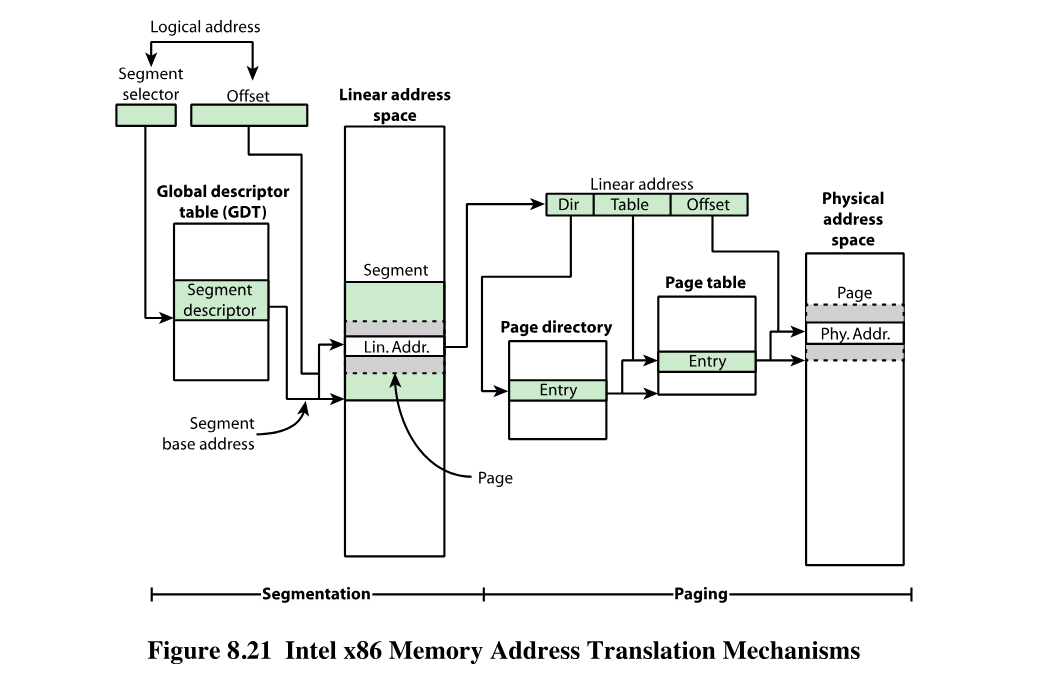 Logical address
Segment
selector
Offset
Linear address
space
Global descriptor
table (GDT)
Segment
descriptor
Segment
base address
Segment
Lin. Addr.
Page
Linear address
Dir
Table
Offset
Page directory
Entry
Page table
Entry
Physical
address
space
Page
Phy. Addr.
Segmentation
Paging
Figure 8.21 Intel x86 Memory Address Translation Mechanisms